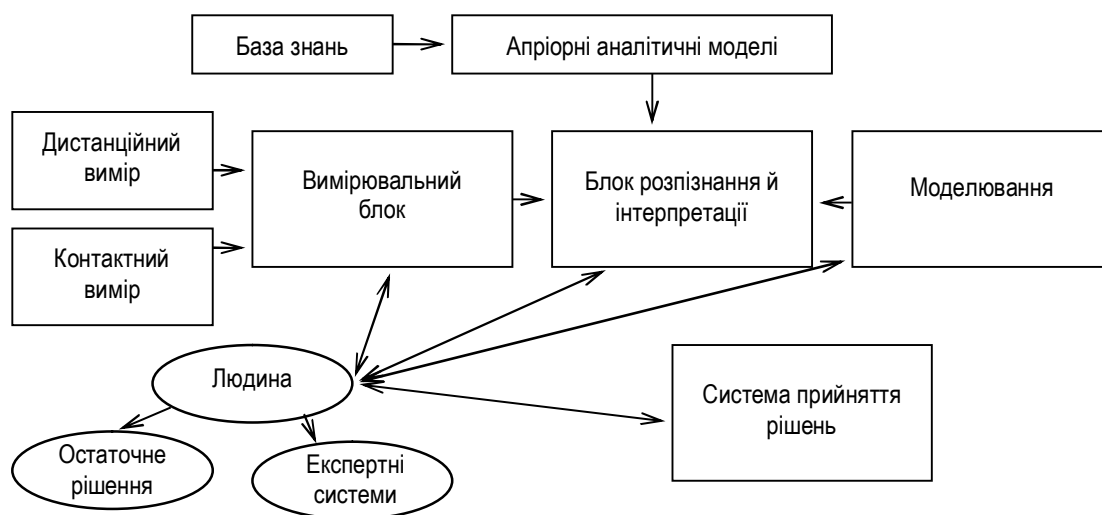 База знань
Апріорні аналітичні моделі
Дистанційний
вимір
Вимірювальний
блок
Блок розпізнання й
інтерпретації
Моделювання
Контактний
вимір
Людина
Система прийняття
рішень
Остаточне
рішення
Експертні
системи